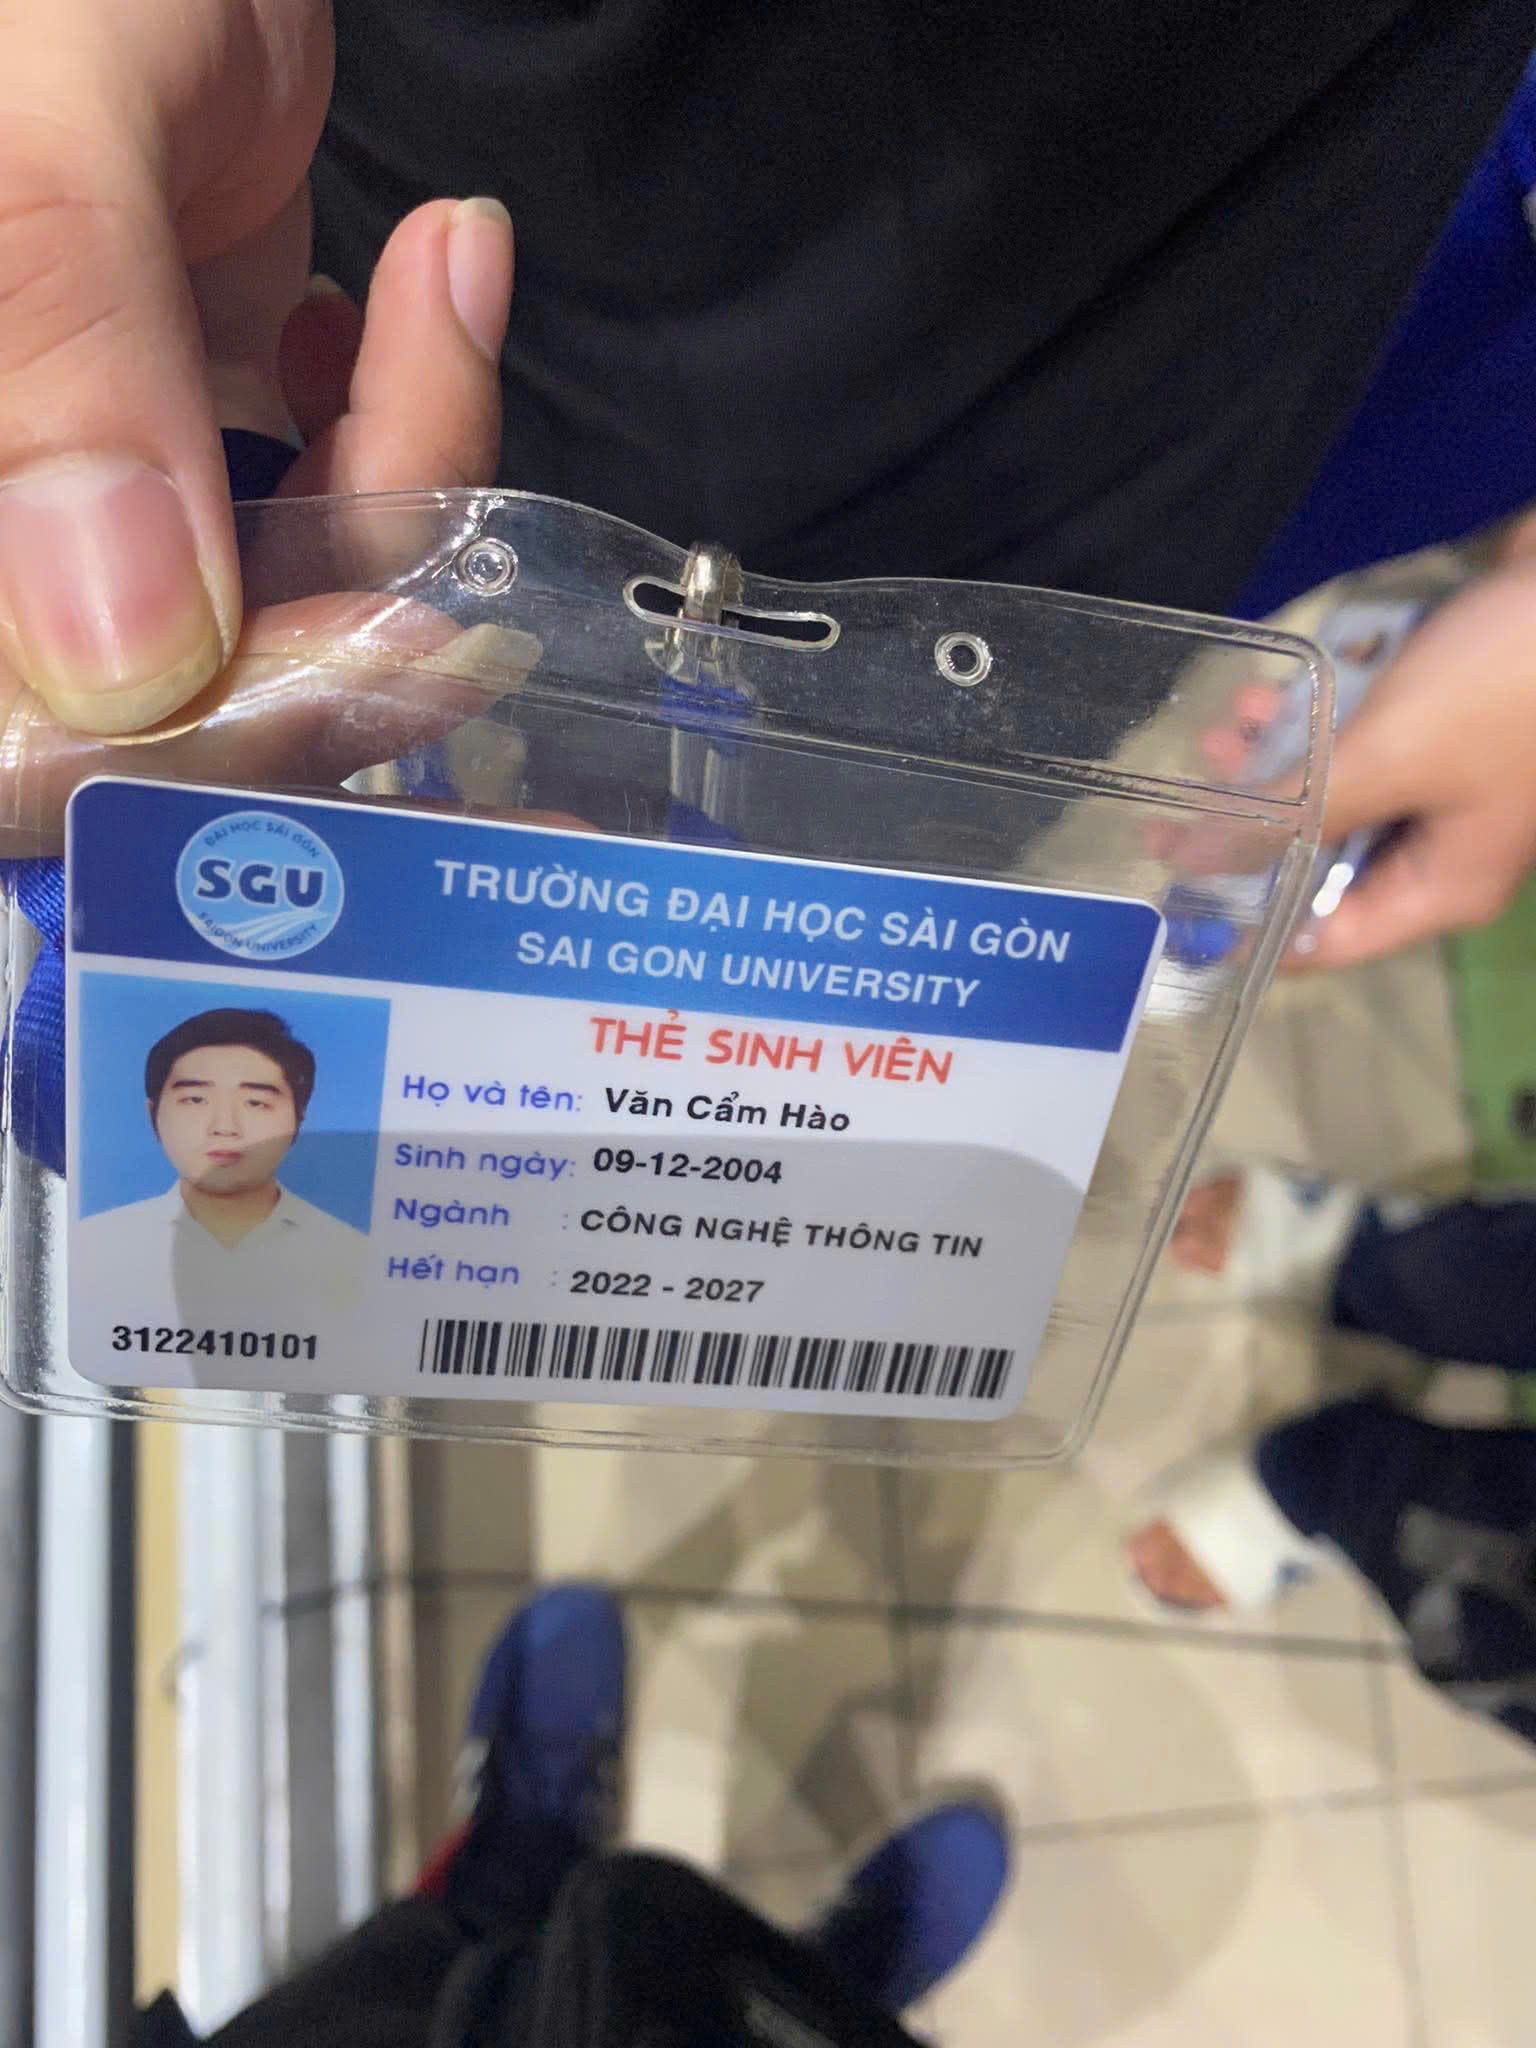 ĐẠI HỌC SÀI GÒN
SGU
SAIGON UNIVERSITY
TRƯỜNG ĐẠI HỌC SÀI GÒN
SAI GON UNIVERSITY
THẺ SINH VIÊN
Họ và tên: Văn Cẩm Hào
Sinh ngày: 09-12-2004
Ngành : CÔNG NGHỆ THÔNG TIN
Hết hạn : 2022 - 2027
3122410101